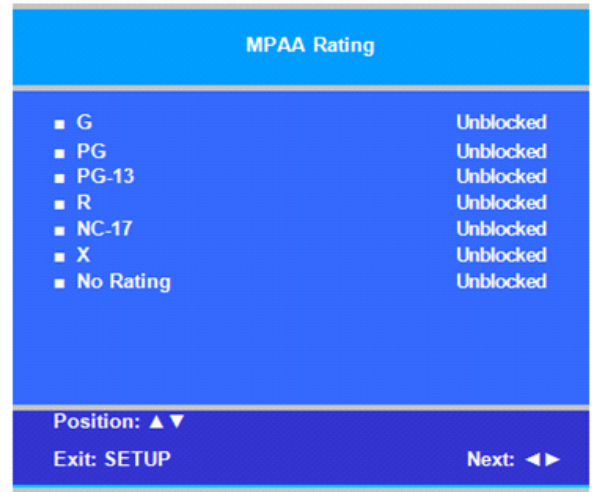 MPAA Rating
■ G Unblocked
■ PG Unblocked
■ PG-13 Unblocked
■ R Unblocked
■ NC-17 Unblocked
■ X Unblocked
■ No Rating Unblocked
Position: ▲▼
Exit: SETUP Next: ◄►